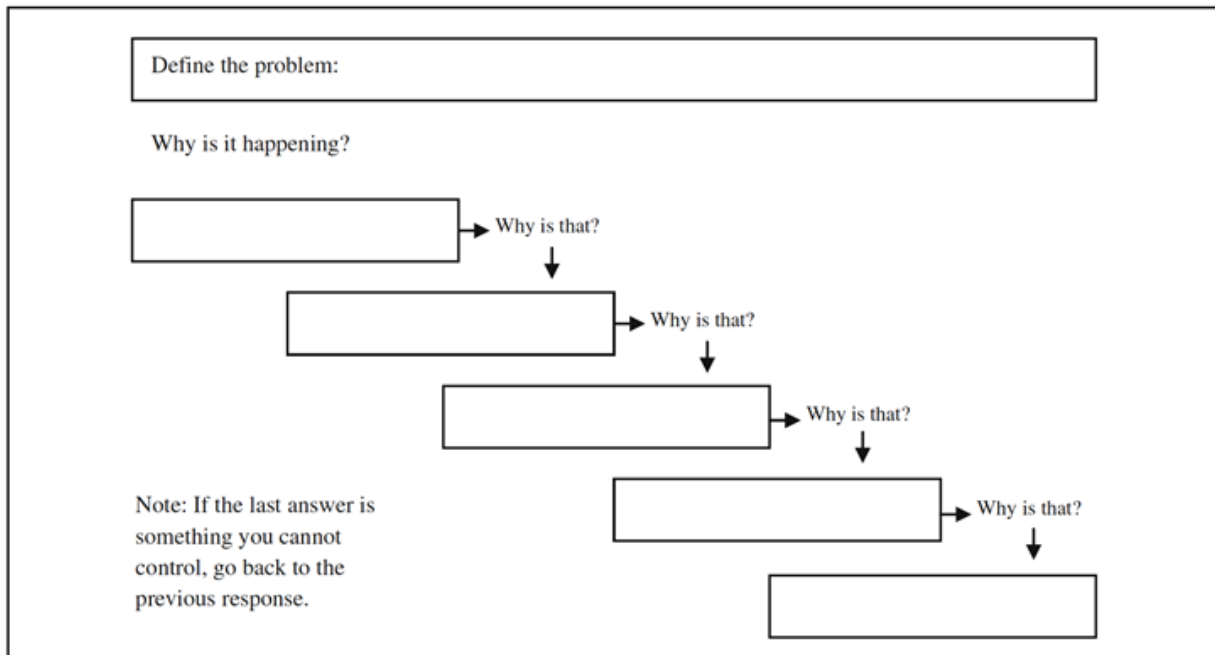 Define the problem:
Why is it happening?
Why is that?
Why is that?
Why is that?
Why is that?
Note: If the last answer is
something you cannot
control, go back to the
previous response.